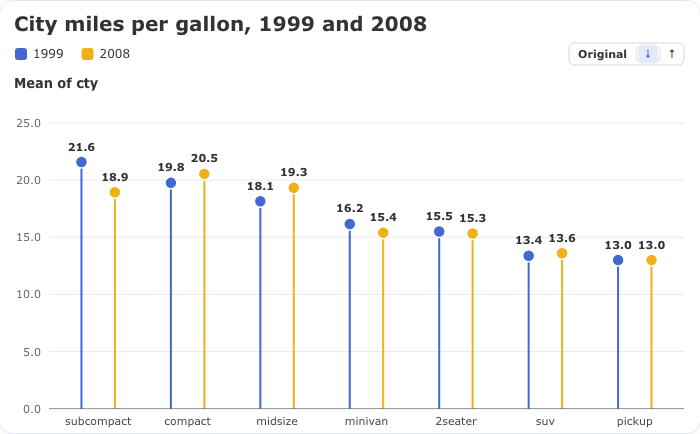 City miles per gallon, 1999 and 2008
1999 2008
Original ↓ ↑
Mean of cty
25.0
20.0
15.0
10.0
5.0
0.0
21.6 18.9 19.8 20.5 18.1 19.3 16.2 15.4 15.5 15.3 13.4 13.6 13.0 13.0
subcompact compact midsize minivan 2seater suv pickup